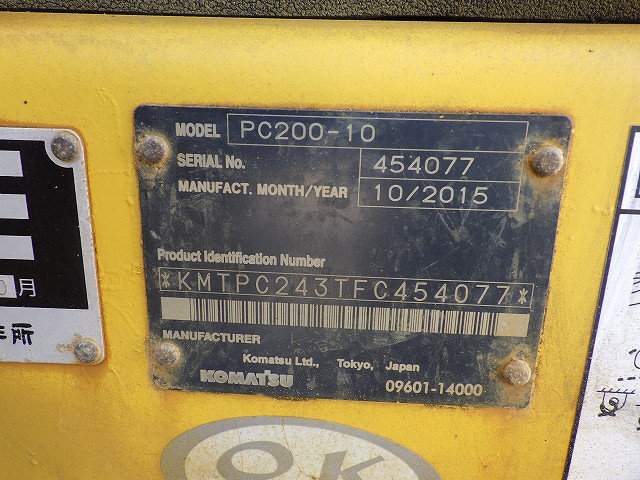 MODEL PC200-10
SERIAL No. 454077
MANUFACT. MONTH/YEAR 10/2015
Product Identification Number
*KMTPC243TFC454077*
MANUFACTURER
Komatsu Ltd., Tokyo, Japan
KOMATSU 09601-14000
月
所
OK